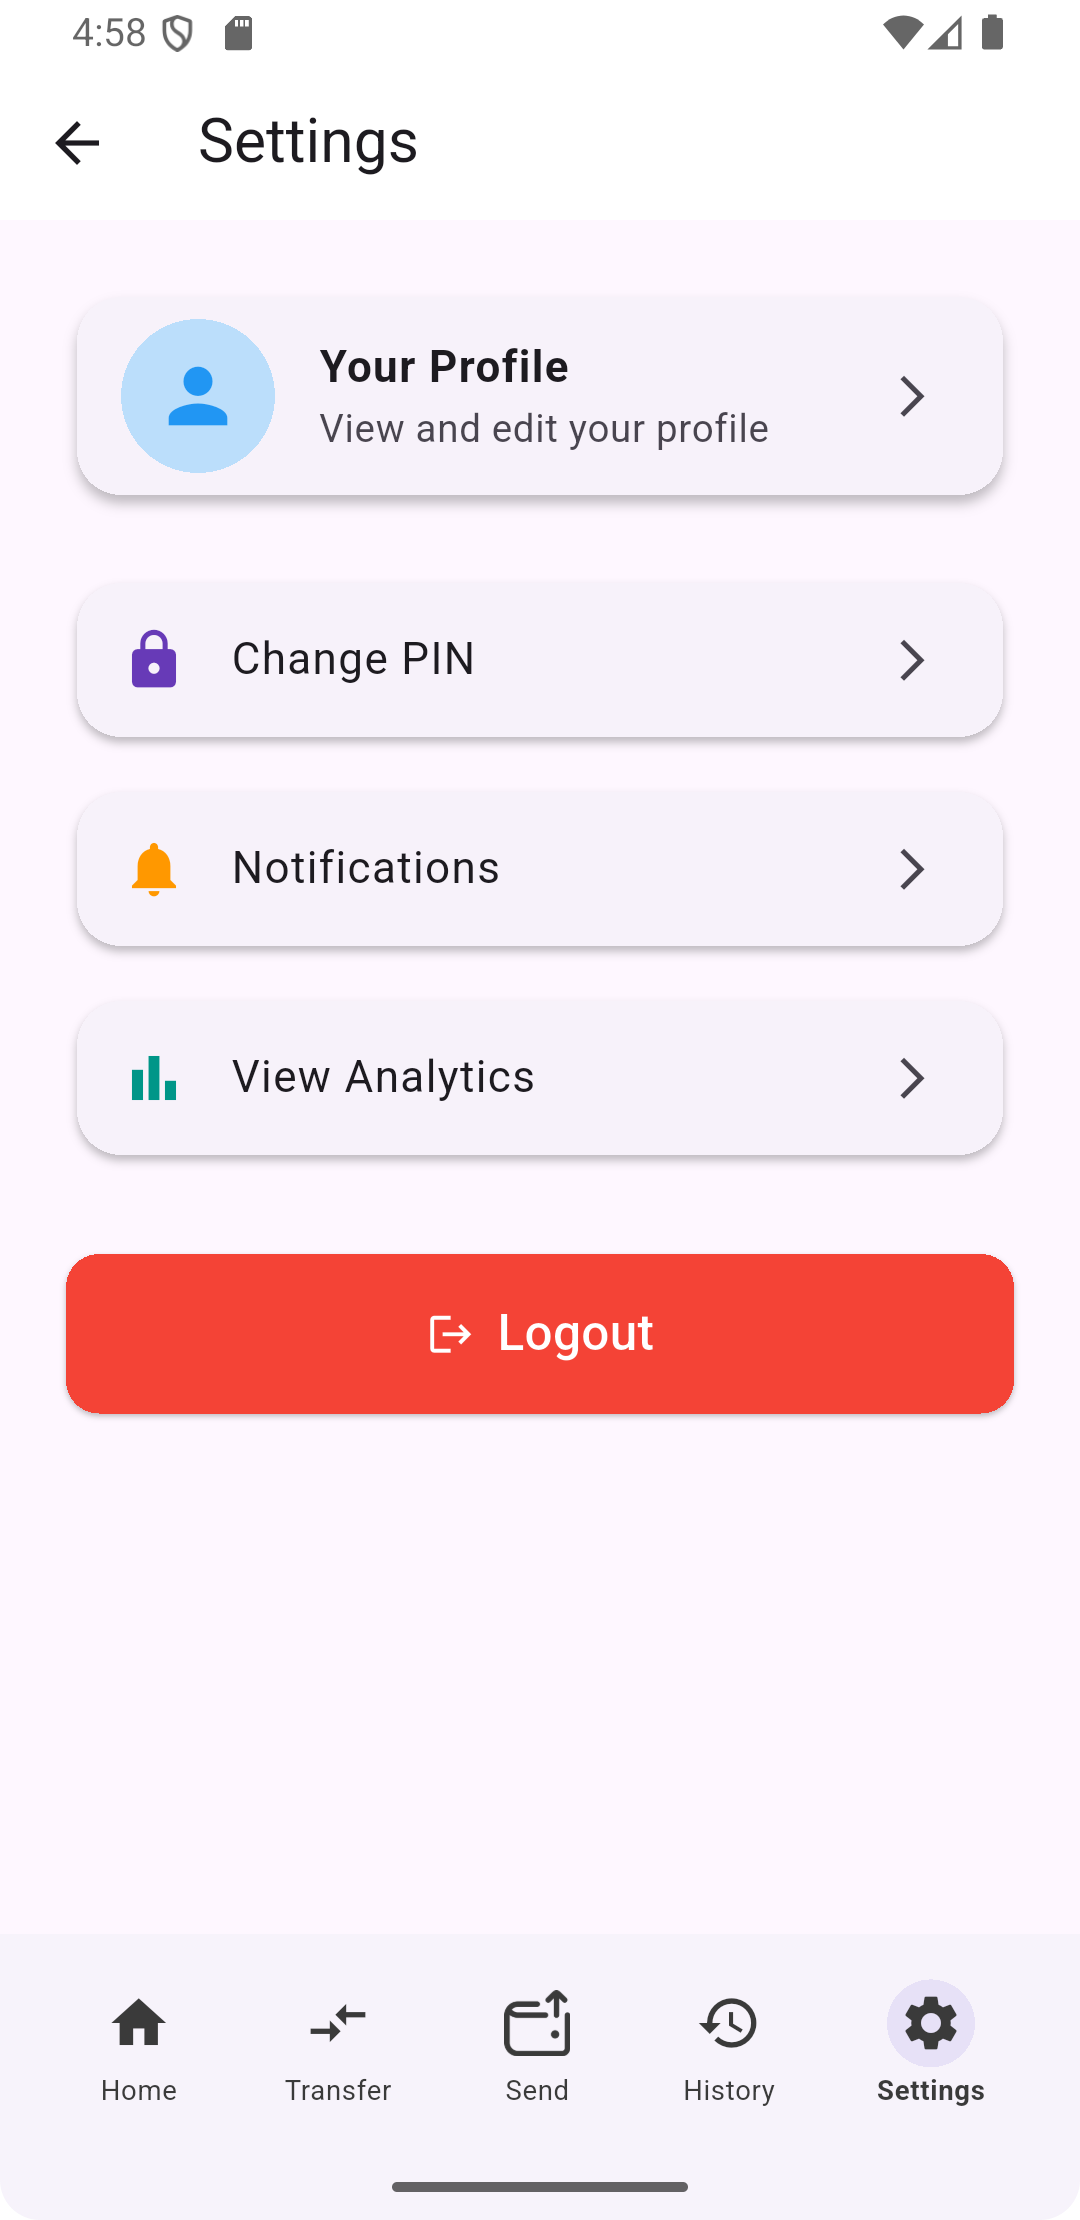 4:58
Settings
Your Profile
View and edit your profile
Change PIN
Notifications
View Analytics
Logout
Home
Transfer
Send
History
Settings